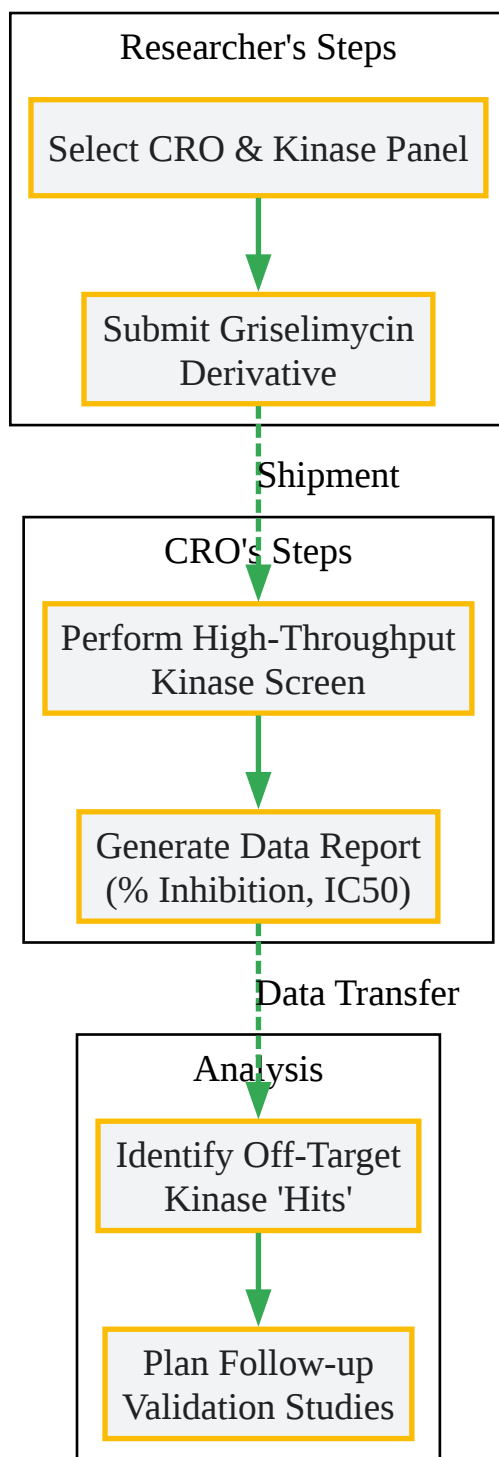 Researcher's Steps
Select CRO & Kinase Panel
Submit Griselimycin
Derivative
Shipment
CRO's Steps
Perform High-Throughput
Kinase Screen
Generate Data Report
(% Inhibition, IC50)
Data Transfer
Analysis
Identify Off-Target
Kinase 'Hits'
Plan Follow-up
Validation Studies